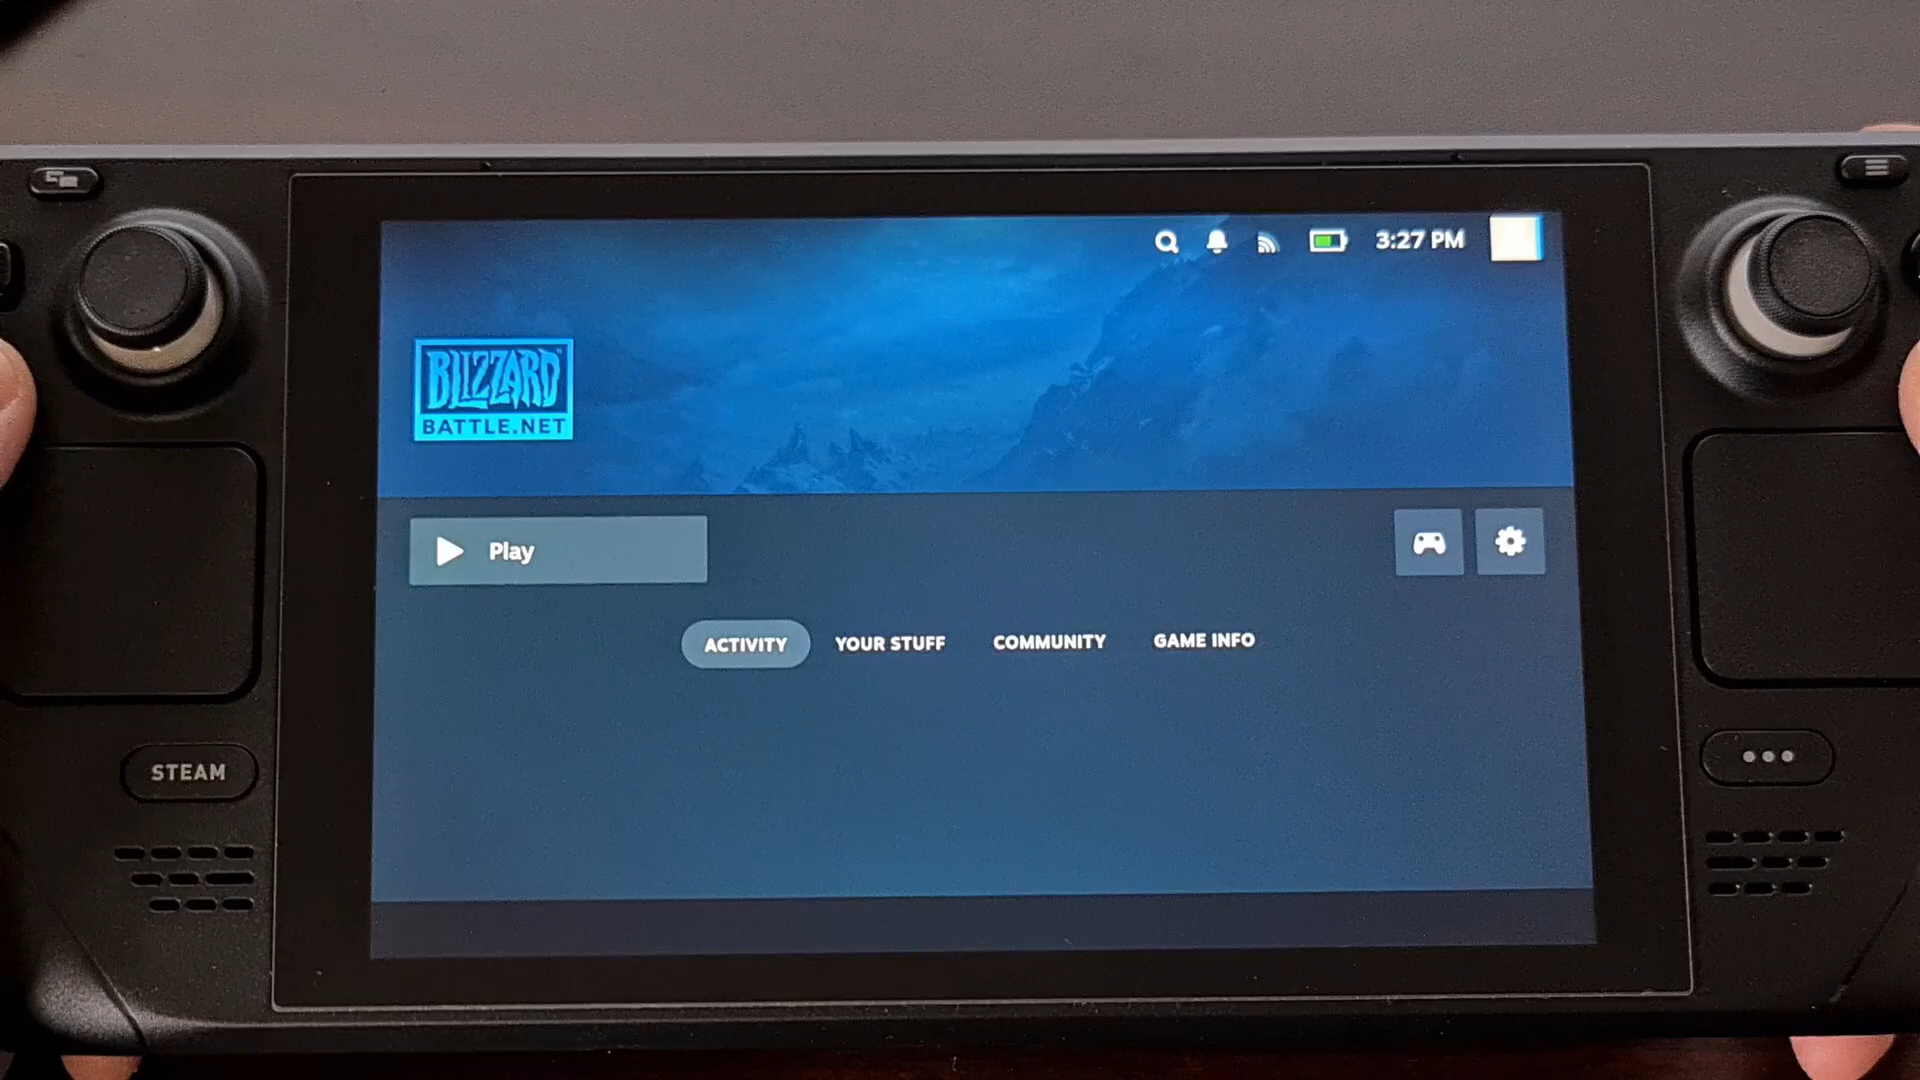 3:27 PM
BLIZZARD
BATTLE.NET
Play
ACTIVITY YOUR STUFF COMMUNITY GAME INFO
STEAM